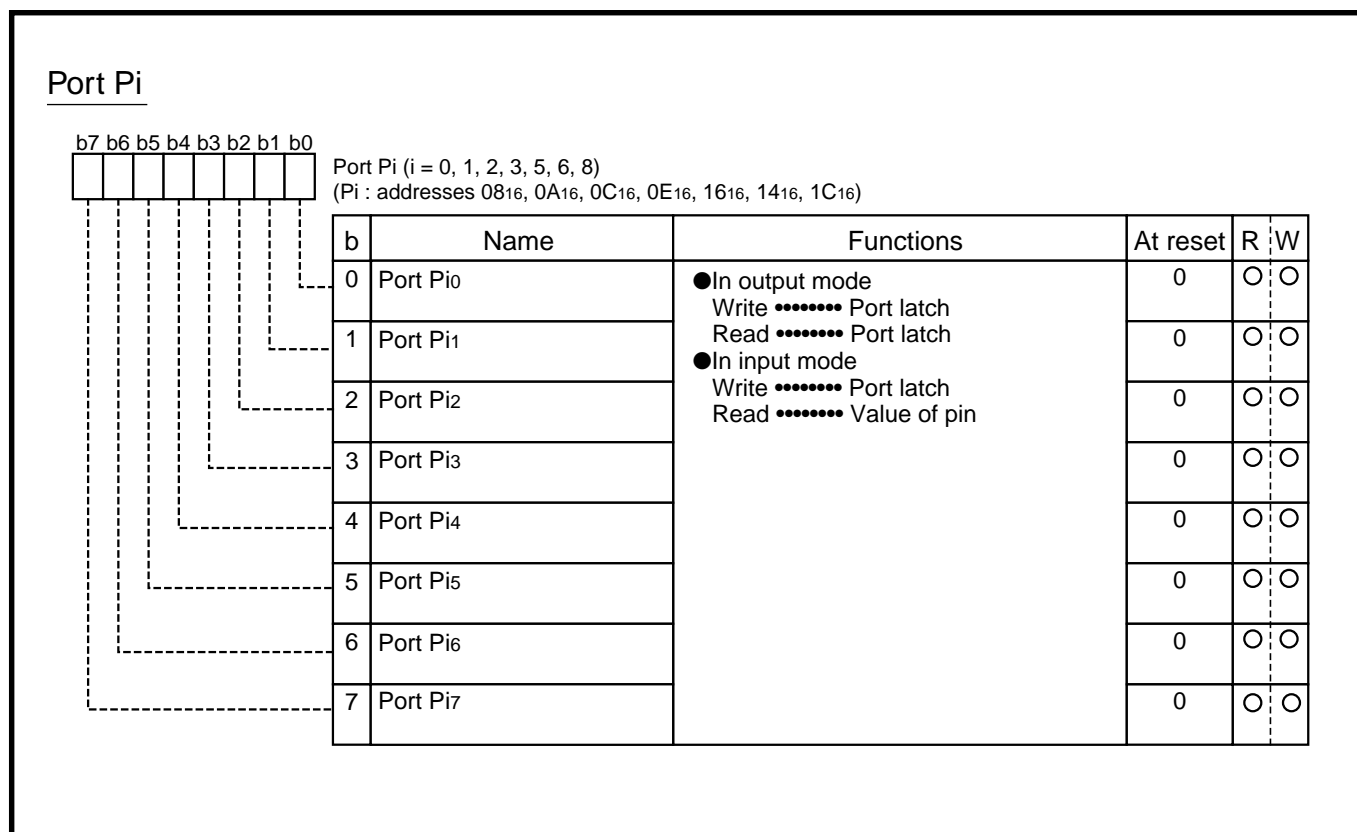 Port Pi
b7 b6 b5 b4 b3 b2 b1 b0
Port Pi (i = 0, 1, 2, 3, 5, 6, 8)
(Pi : addresses 0816, 0A16, 0C16, 0E16, 1616, 1416, 1C16)
b Name Functions At reset R W
0 Port Pi0 ●In output mode 0 O O
Write •••••••• Port latch
Read •••••••• Port latch
1 Port Pi1 0 O O
●In input mode
Write •••••••• Port latch
2 Port Pi2 0 O O
Read •••••••• Value of pin
3 Port Pi3 0 O O
4 Port Pi4 0 O O
5 Port Pi5 0 O O
6 Port Pi6 0 O O
7 Port Pi7 0 O O